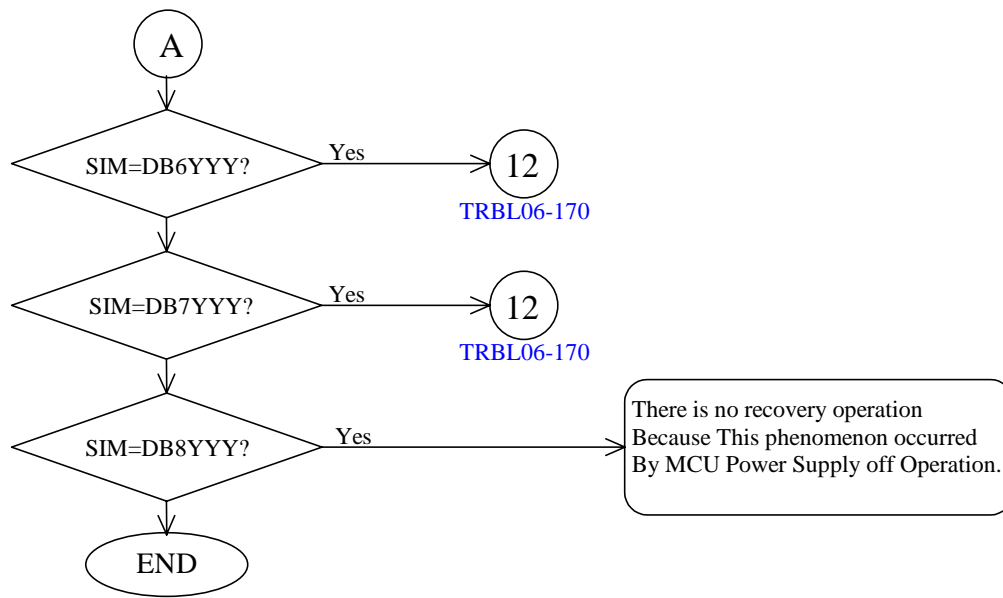 A
SIM=DB6YYY?
Yes
12
TRBL06-170
SIM=DB7YYY?
Yes
12
TRBL06-170
SIM=DB8YYY?
Yes
There is no recovery operation
Because This phenomenon occurred
By MCU Power Supply off Operation.
END